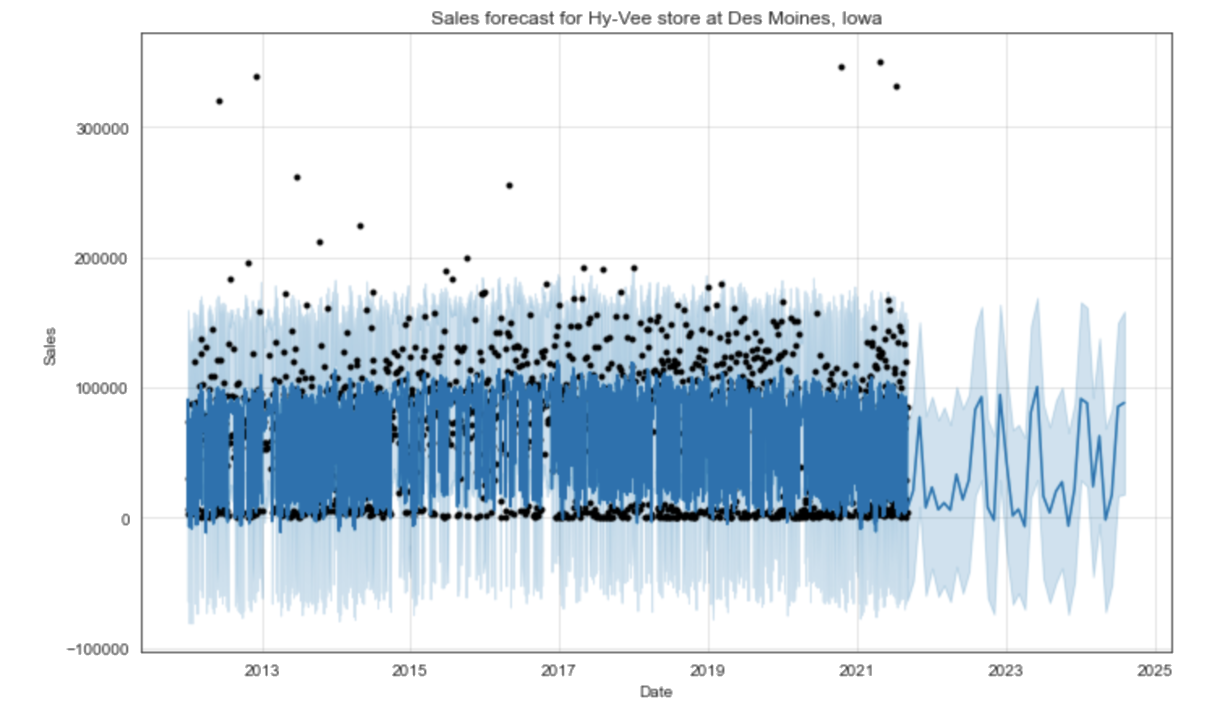 Sales forecast for Hy-Vee store at Des Moines, Iowa
300000
200000
100000
0
−100000
Sales
2013 2015 2017 2019 2021 2023 2025
Date